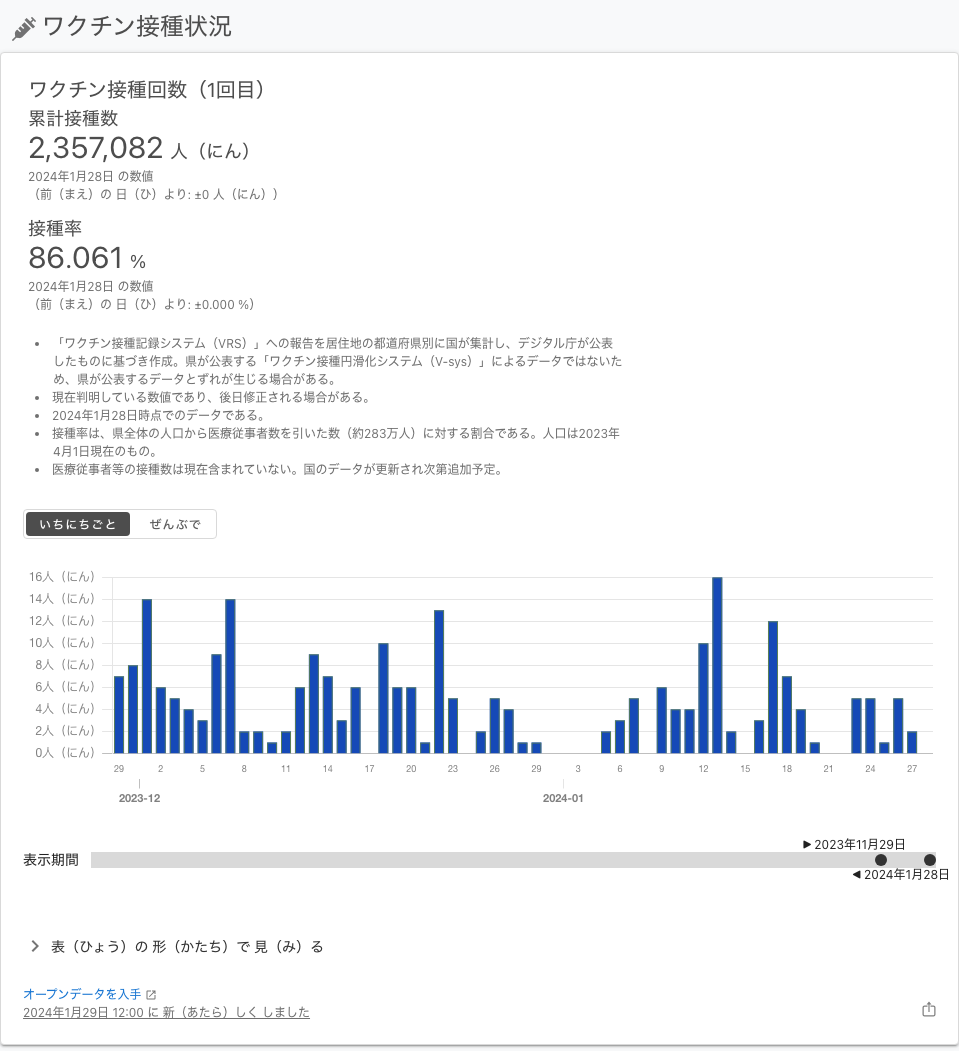 ワクチン接種状況
ワクチン接種回数（1回目）
累計接種数
2,357,082 人（にん）
2024年1月28日 の数値
（前（まえ）の 日（ひ）より: ±0 人（にん））
接種率
86.061 %
2024年1月28日 の数値
（前（まえ）の 日（ひ）より: ±0.000 %）
• 「ワクチン接種記録システム（VRS）」への報告を居住地の都道府県別に国が集計し、デジタル庁が公表
したものに基づき作成。県が公表する「ワクチン接種円滑化システム（V-sys）」によるデータではないた
め、県が公表するデータとずれが生じる場合がある。
• 現在判明している数値であり、後日修正される場合がある。
• 2024年1月28日時点でのデータである。
• 接種率は、県全体の人口から医療従事者数を引いた数（約283万人）に対する割合である。人口は2023年
4月1日現在のもの。
• 医療従事者等の接種数は現在含まれていない。国のデータが更新され次第追加予定。
いちにちごと ぜんぶで
16人（にん）
14人（にん）
12人（にん）
10人（にん）
8人（にん）
6人（にん）
4人（にん）
2人（にん）
0人（にん）
29 2 5 8 11 14 17 20 23 26 29 3 6 9 12 15 18 21 24 27
2023-12 2024-01
▶ 2023年11月29日
表示期間
◀ 2024年1月28日
表（ひょう）の 形（かたち）で 見（み）る
オープンデータを入手
2024年1月29日 12:00 に 新（あたら）しく しました